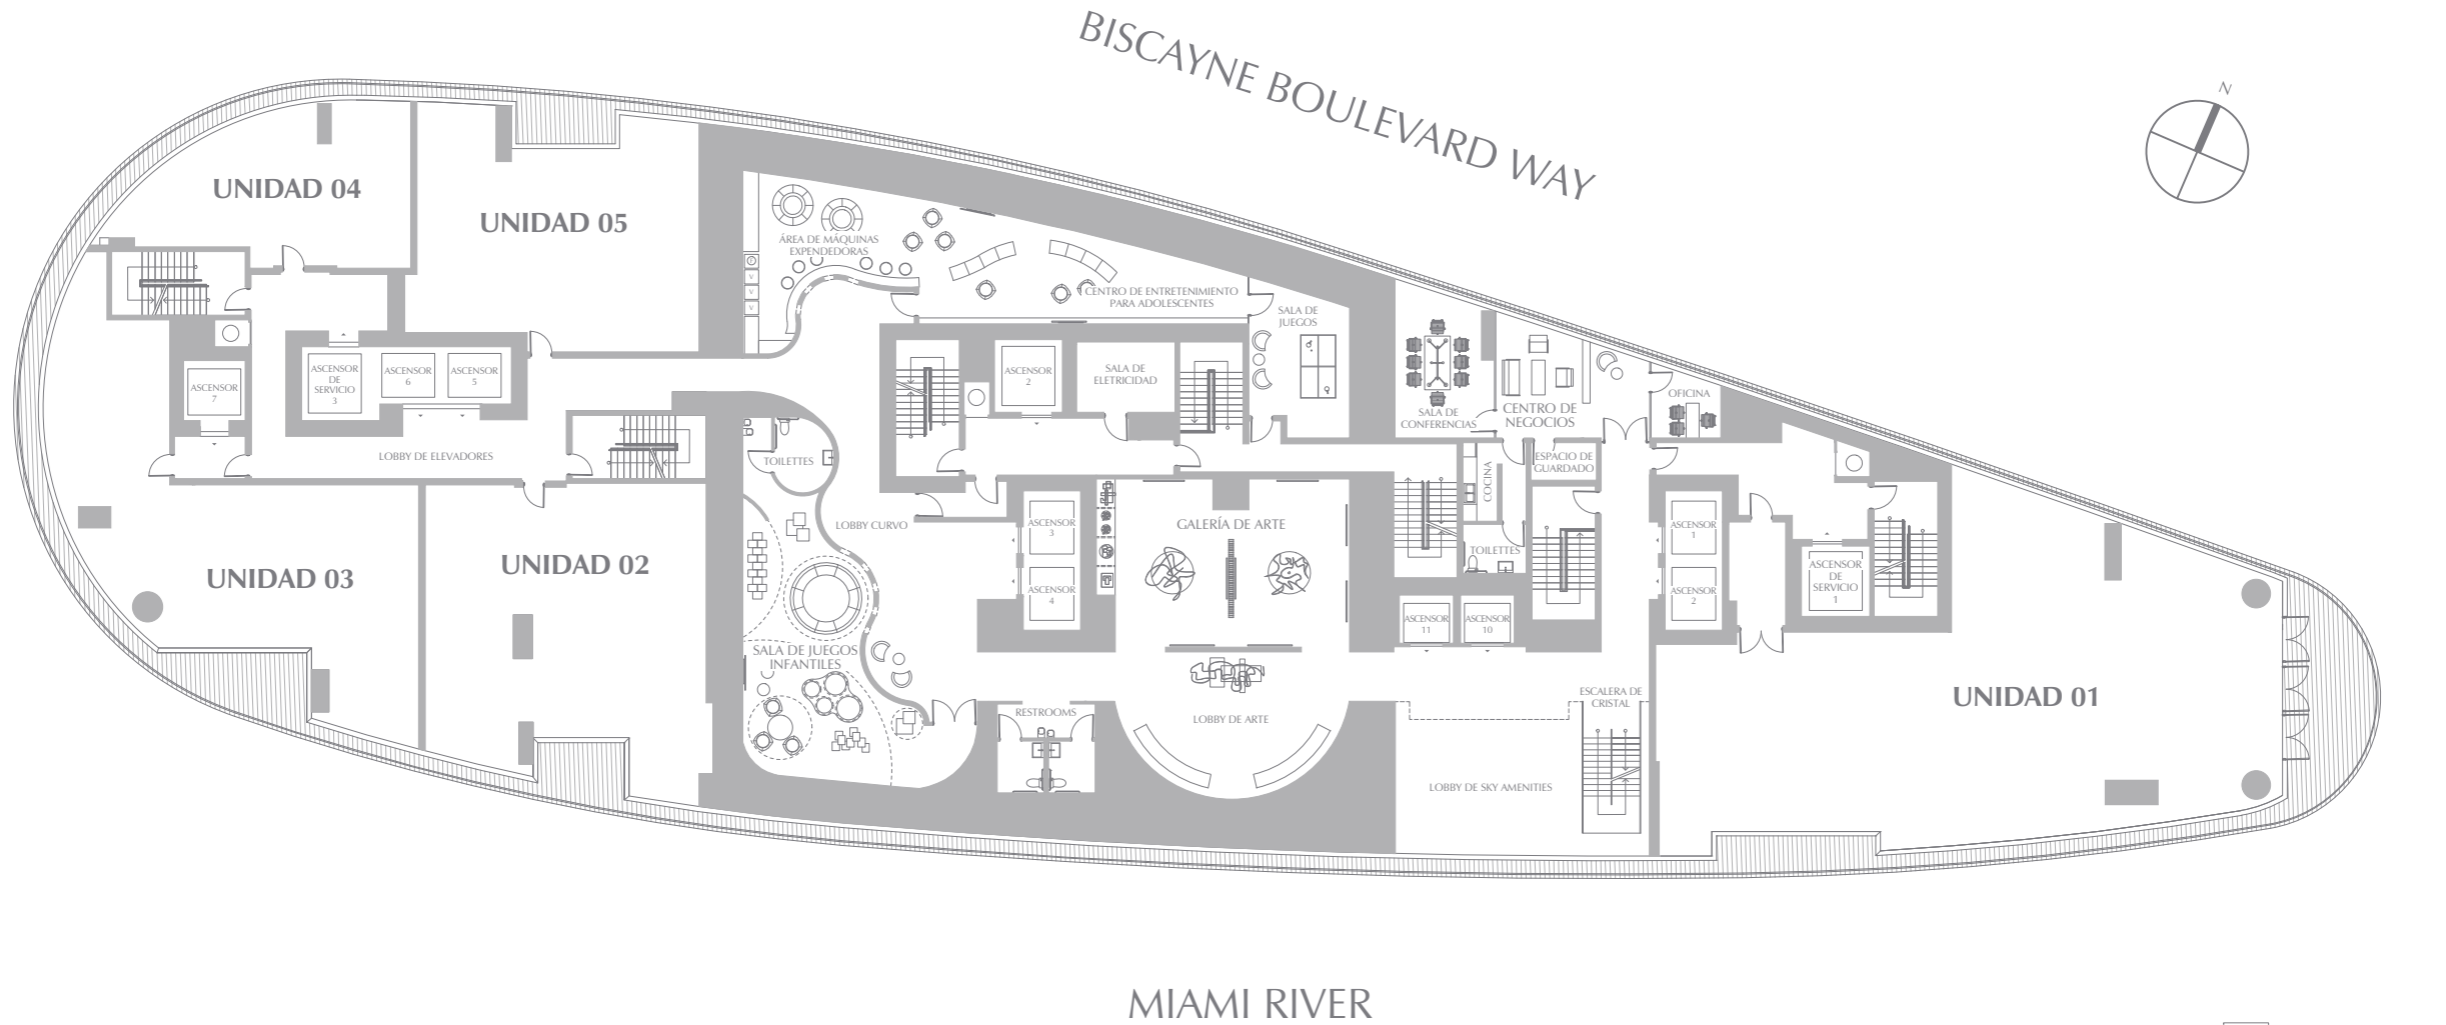 BISCAYNE BOULEVARD WAY
N
UNIDAD 04
UNIDAD 05
ÁREA DE MÁQUINAS
EXPENDEDORAS
F
V
V
V
CENTRO DE ENTRETENIMIENTO
PARA ADOLESCENTES
SALA DE
JUEGOS
ASCENSOR
7
ASCENSOR
DE
SERVICIO
3
ASCENSOR
6
ASCENSOR
5
ASCENSOR
2
SALA DE
ELETRICIDAD
SALA DE
CONFERENCIAS
CENTRO DE
NEGOCIOS
OFICINA
LOBBY DE ELEVADORES
TOILETTES
ESPACIO DE
GUARDADO
COCINA
LOBBY CURVO
ASCENSOR
3
ASCENSOR
4
GALERÍA DE ARTE
TOILETTES
ASCENSOR
1
ASCENSOR
2
ASCENSOR
DE
SERVICIO
1
UNIDAD 03
UNIDAD 02
ASCENSOR
11
ASCENSOR
10
SALA DE JUEGOS
INFANTILES
RESTROOMS
LOBBY DE ARTE
ESCALERA DE
CRISTAL
UNIDAD 01
LOBBY DE SKY AMENITIES
MIAMI RIVER